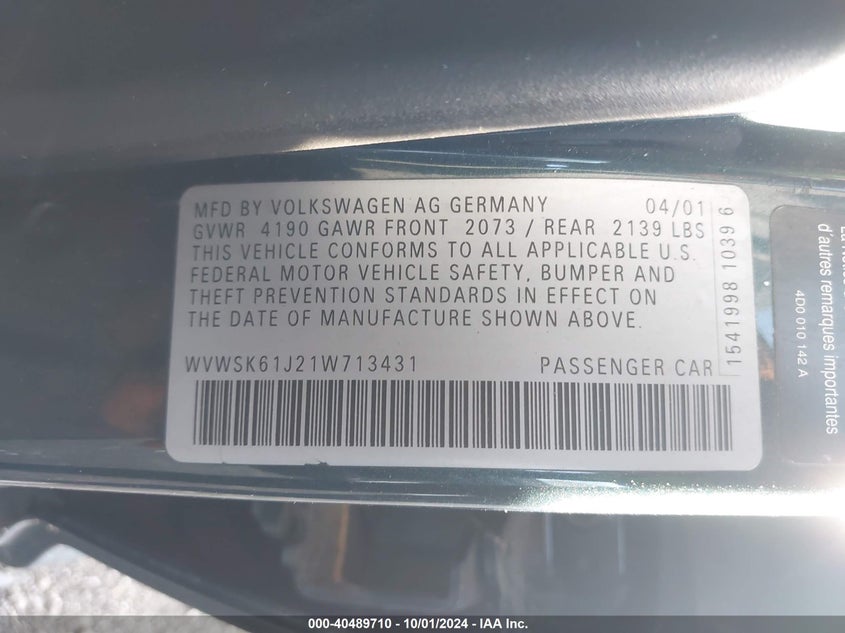 MFD BY VOLKSWAGEN AG GERMANY 04/01
GVWR 4190 GAWR FRONT 2073 / REAR 2139 LBS
THIS VEHICLE CONFORMS TO ALL APPLICABLE U.S.
FEDERAL MOTOR VEHICLE SAFETY, BUMPER AND
THEFT PREVENTION STANDARDS IN EFFECT ON
THE DATE OF MANUFACTURE SHOWN ABOVE.
WVWSK61J21W713431 PASSENGER CAR
1541998 1039 6
d'autres remarques importantes
4D0 010 142 A
000-40489710 - 10/01/2024 - IAA Inc.